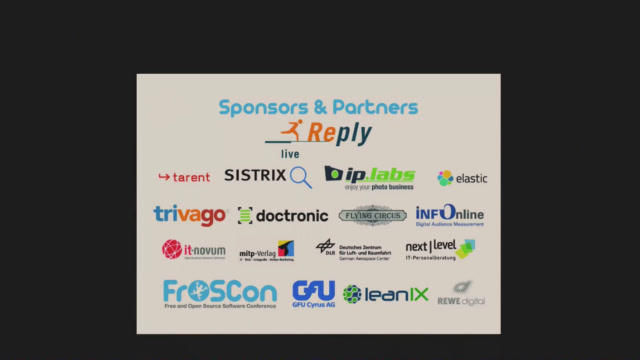 Sponsors & Partners
Reply
live
tarent
SISTRIX
ip.labs
enjoy your photo business
elastic
trivago
doctronic
FLYING CIRCUS
INFOnline
Digital Audience Measurement
it-novum
mitp-Verlag
DLR
Deutsches Zentrum
für Luft- und Raumfahrt
German Aerospace Center
next level
IT-Personalberatung
FrOSCon
Free and Open Source Software Conference
GFU
GFU Cyrus AG
leanIX
REWE digital